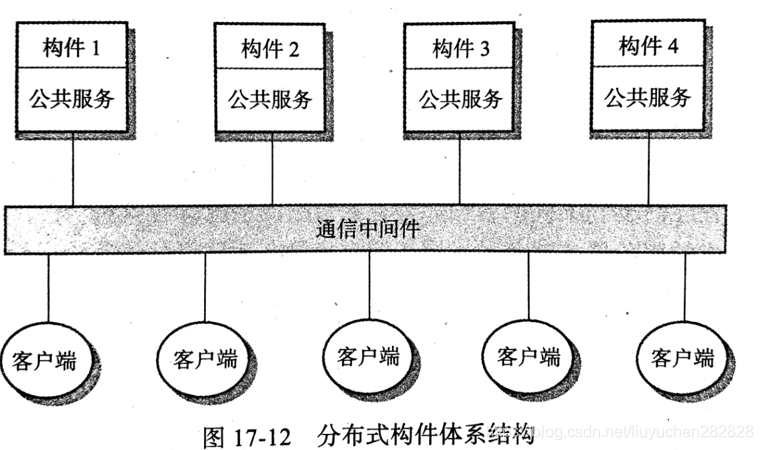 构件 1
构件 2
构件 3
构件 4
公共服务
公共服务
公共服务
公共服务
通信中间件
客户端
客户端
客户端
客户端
客户端
图 17-12 分布式构件体系结构
blog.csdn.net/liuyuchen282828